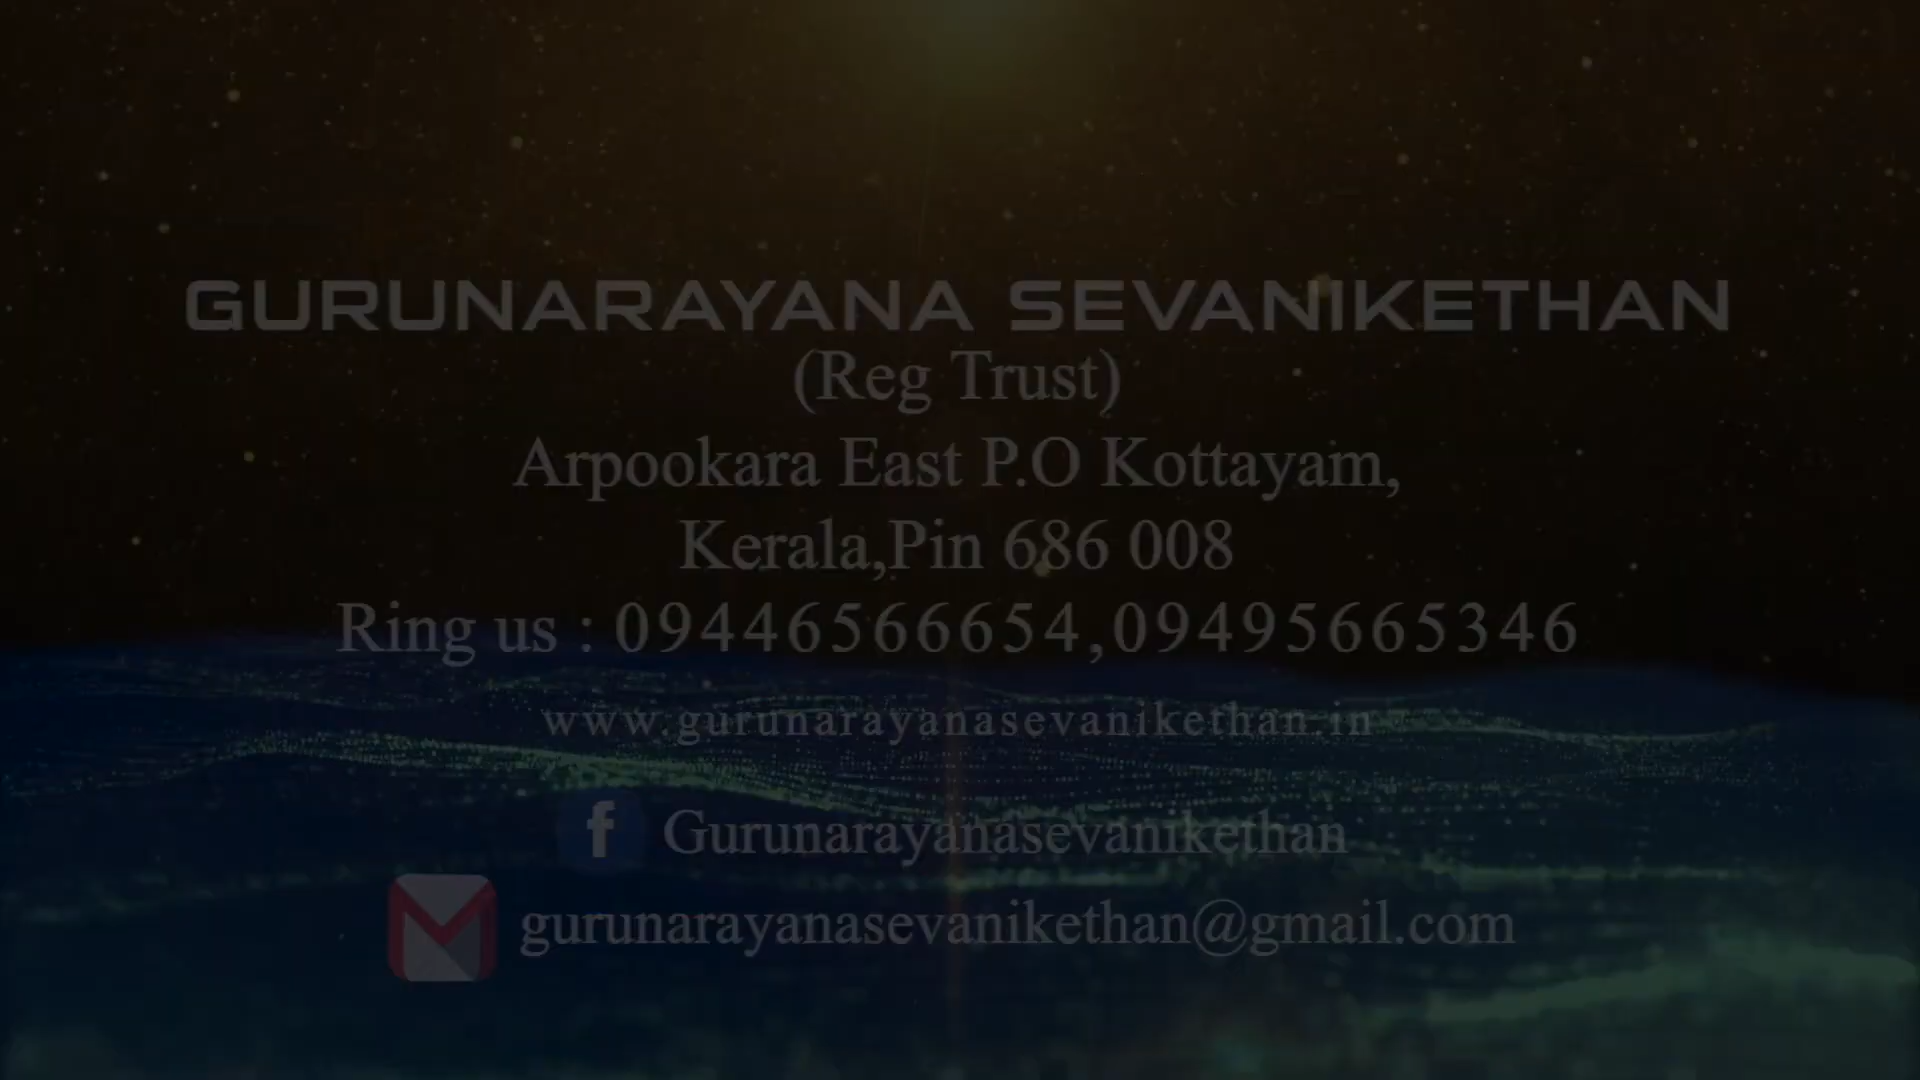 GURUNARAYANA SEVANIKETHAN
(Reg Trust)
Arpookara East P.O Kottayam,
Kerala,Pin 686 008
Ring us : 09446566654,09495665346
www.gurunarayanasevanikethan.in
f Gurunarayanasevanikethan
gurunarayanasevanikethan@gmail.com